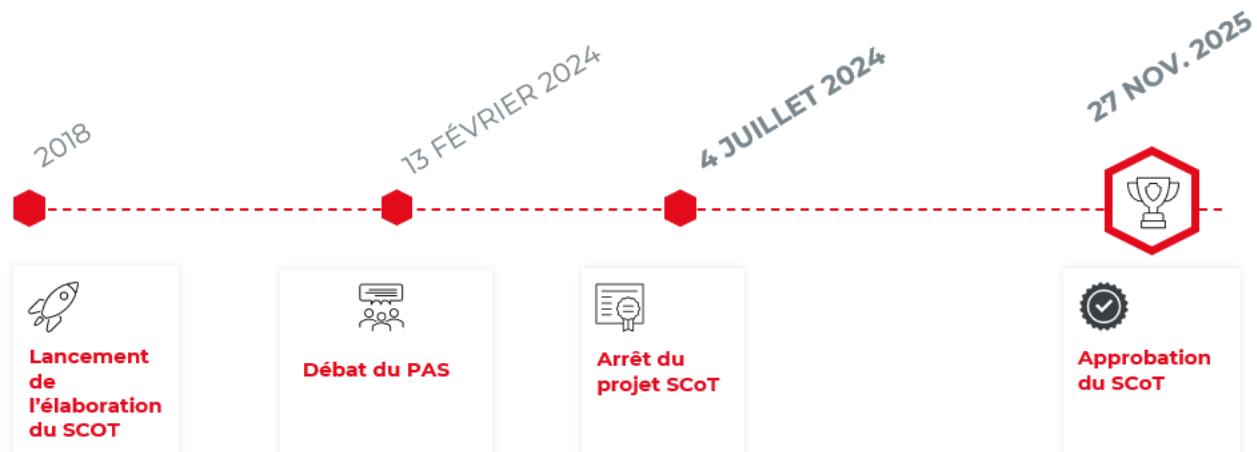 2018
13 FÉVRIER 2024
4 JUILLET 2024
27 NOV. 2025
Lancement
de
l’élaboration
du SCOT
Débat du PAS
Arrêt du
projet SCoT
Approbation
du SCoT